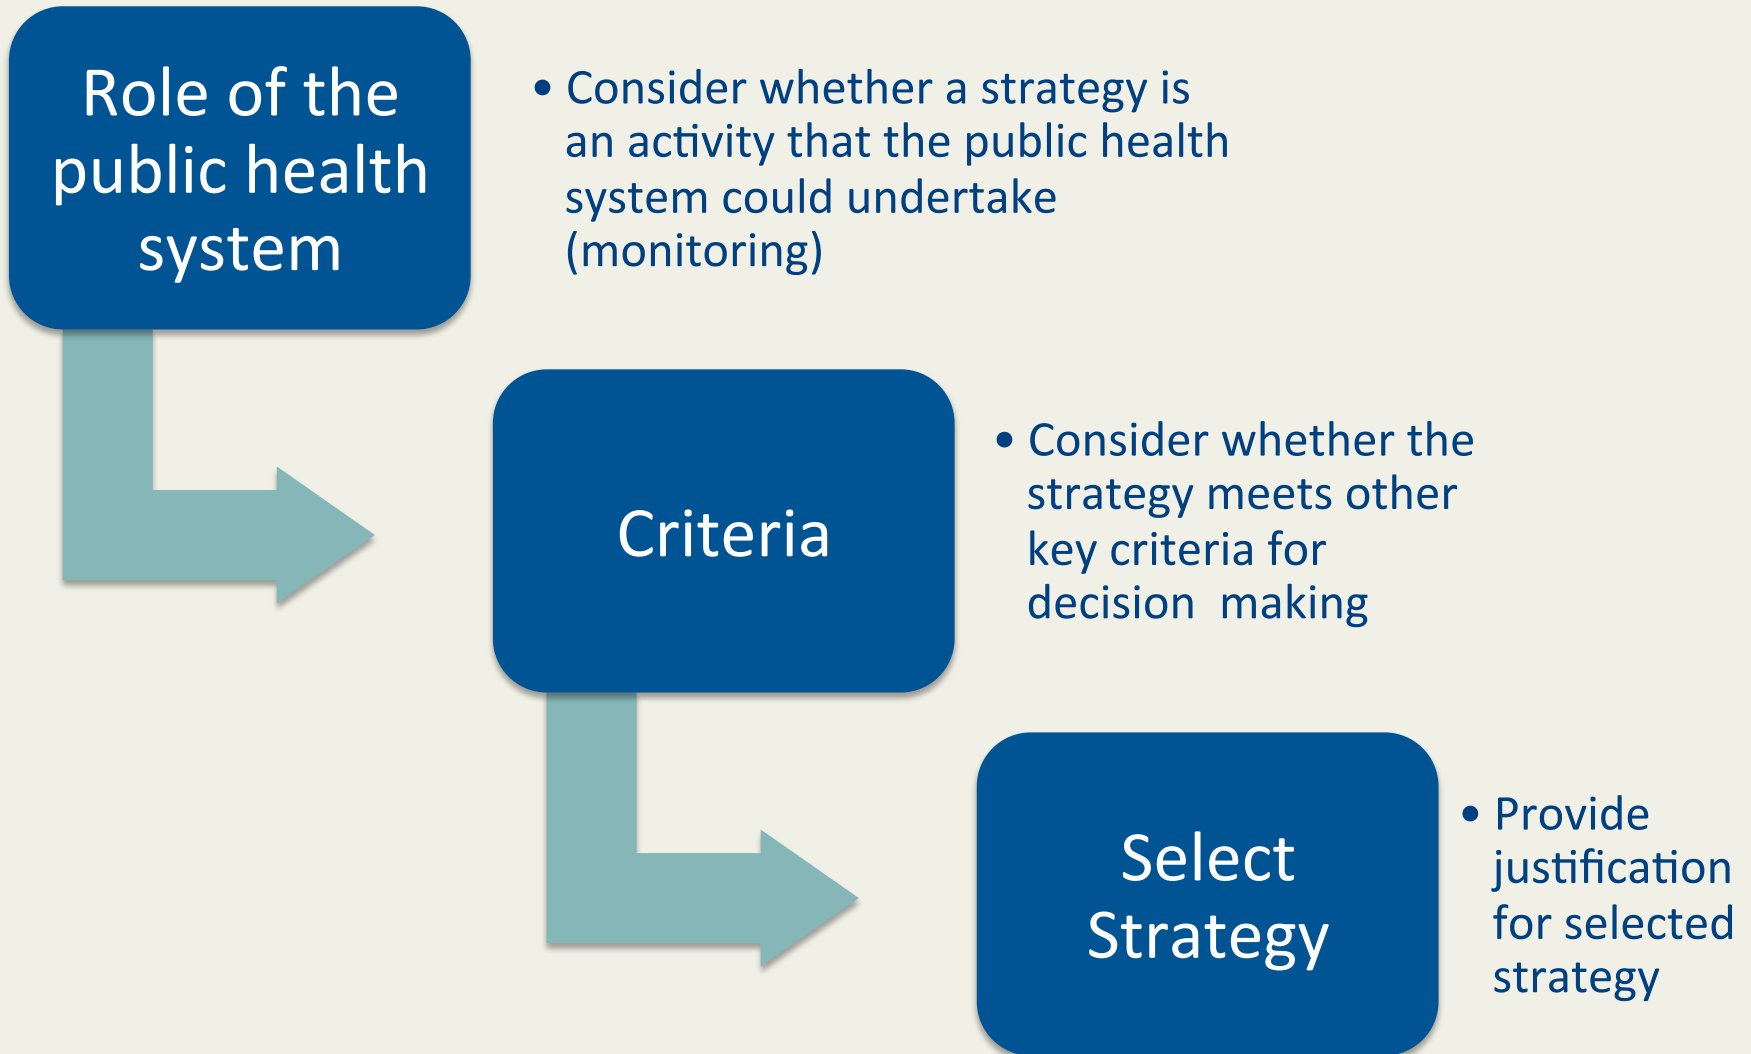 Role of the
public health
system
• Consider whether a strategy is
an activity that the public health
system could undertake
(monitoring)
Criteria
• Consider whether the
strategy meets other
key criteria for
decision  making
Select
Strategy
• Provide
justification
for selected
strategy